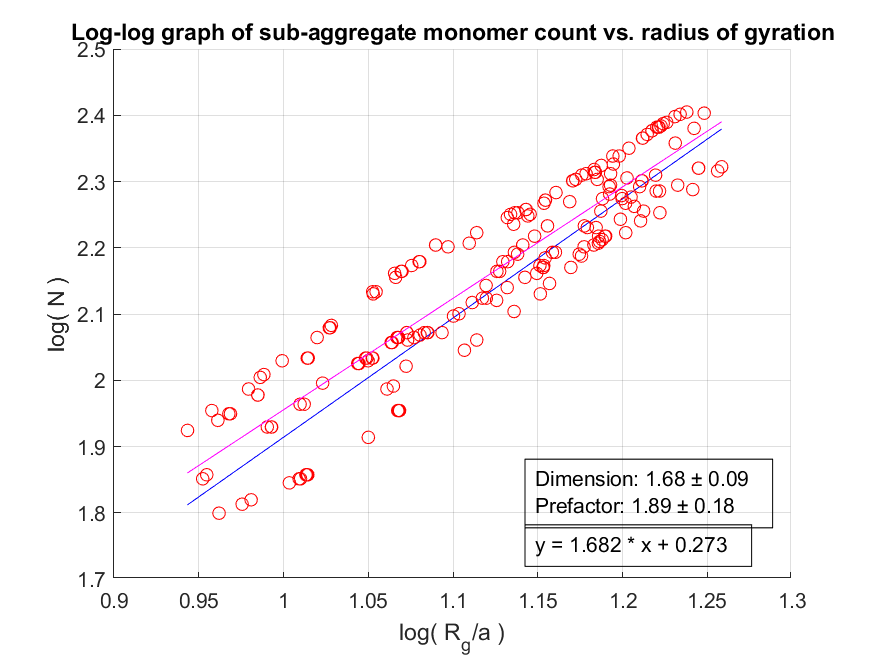 Log-log graph of sub-aggregate monomer count vs. radius of gyration
2.5
2.4
2.3
2.2
2.1
2
1.9
1.8
1.7
log( N )
Dimension: 1.68 ± 0.09
Prefactor: 1.89 ± 0.18
y = 1.682 * x + 0.273
0.9 0.95 1 1.05 1.1 1.15 1.2 1.25 1.3
log( R_g/a )